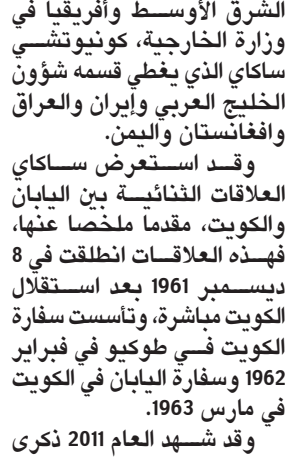 الشرق الأوسط وأفريقيا في
وزارة الخارجية، كونيوتشي
ساكاي الذي يغطي قسمه شؤون
الخليج العربي وإيران والعراق
وافغانستان واليمن.
وقد استعرض ساكاي
العلاقات الثنائية بين اليابان
والكويت، مقدما ملخصا عنها،
فهذه العلاقات انطلقت في 8
ديسمبر 1961 بعد استقلال
الكويت مباشرة، وتأسست سفارة
الكويت في طوكيو في فبراير
1962 وسفارة اليابان في الكويت
في مارس 1963.
وقد شهد العام 2011 ذكرى